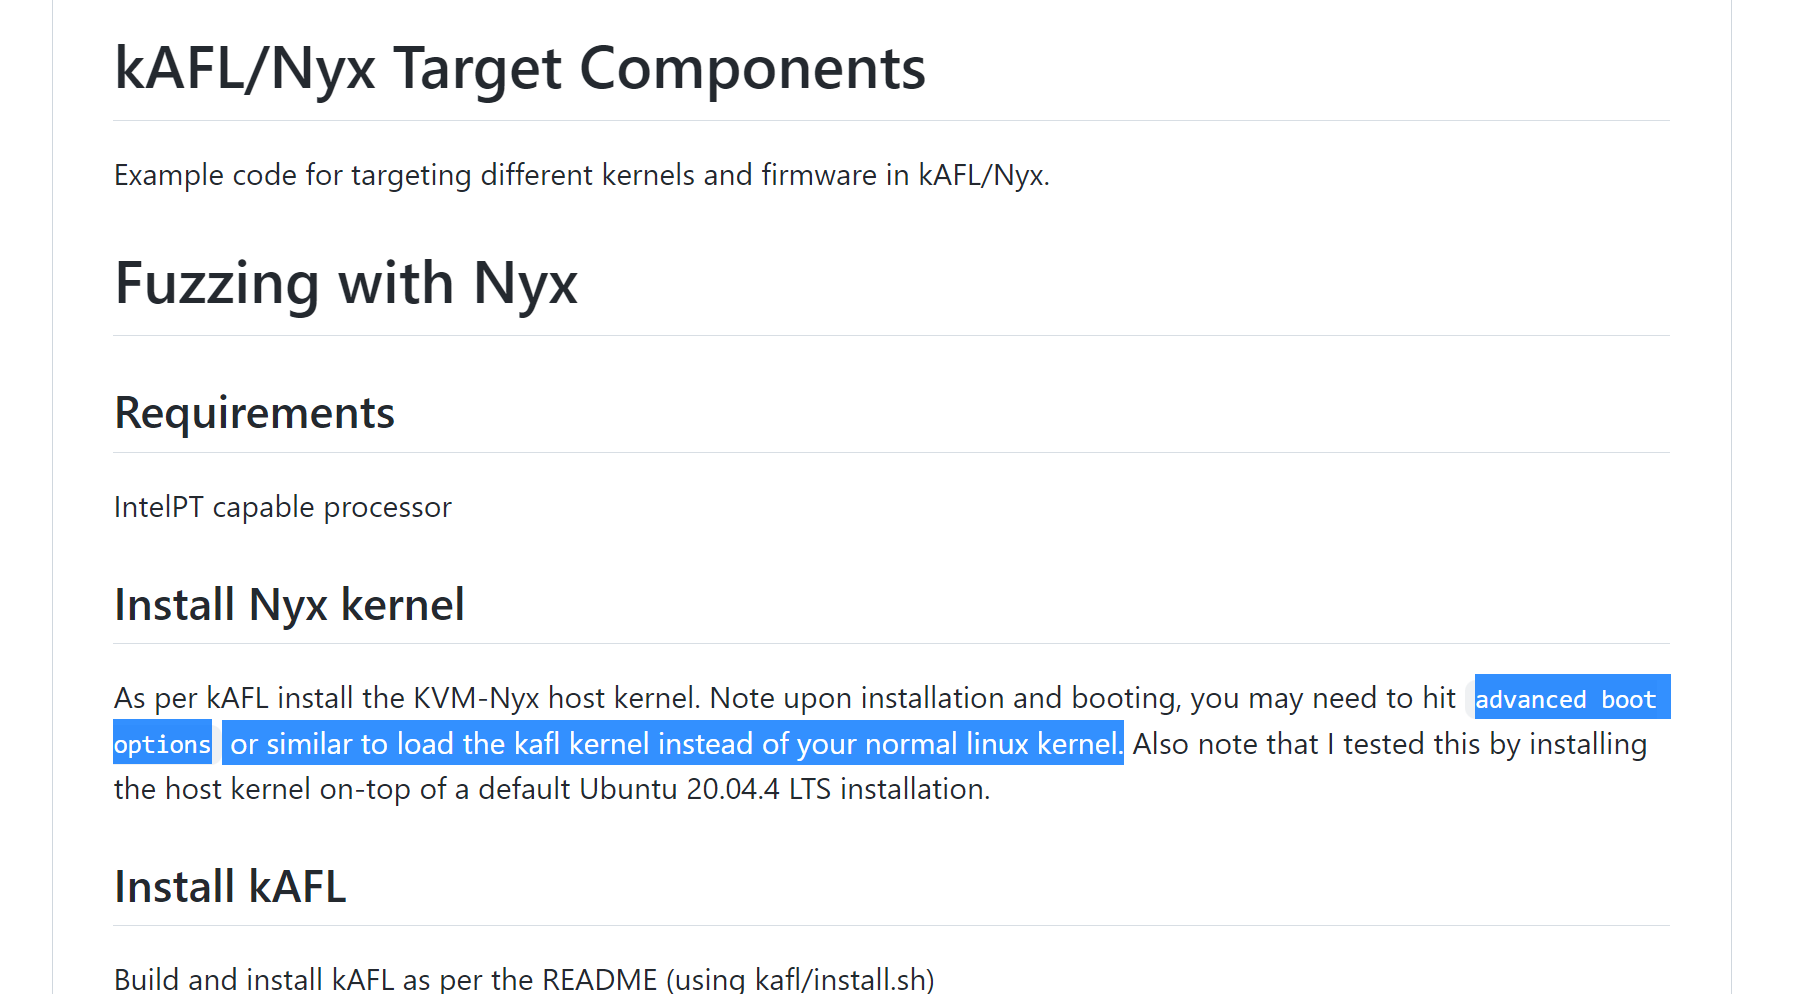 kAFL/Nyx Target Components
Example code for targeting different kernels and firmware in kAFL/Nyx.
Fuzzing with Nyx
Requirements
IntelPT capable processor
Install Nyx kernel
As per kAFL install the KVM-Nyx host kernel. Note upon installation and booting, you may need to hit advanced boot
options or similar to load the kafl kernel instead of your normal linux kernel. Also note that I tested this by installing
the host kernel on-top of a default Ubuntu 20.04.4 LTS installation.
Install kAFL
Build and install kAFL as per the README (using kafl/install.sh)